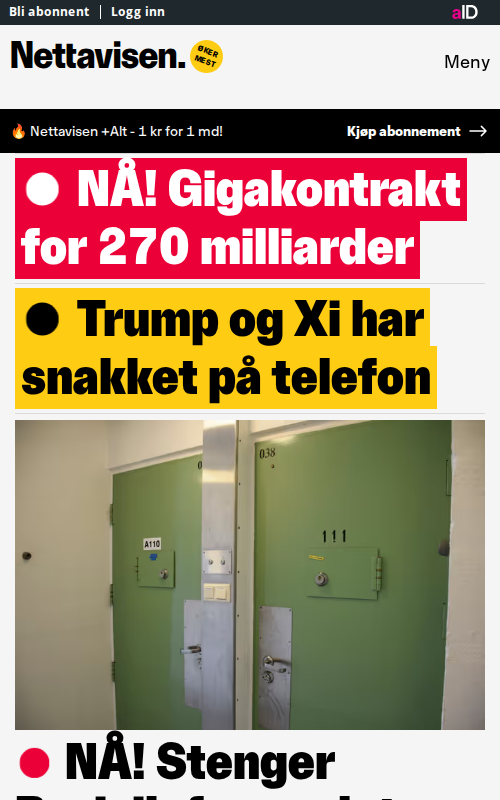 Bli abonnent | Logg inn
aID
Nettavisen.
ØKER
MEST
Meny
Nettavisen +Alt - 1 kr for 1 md!
Kjøp abonnement
NÅ! Gigakontrakt
for 270 milliarder
Trump og Xi har
snakket på telefon
038
A110
111
NÅ! Stenger